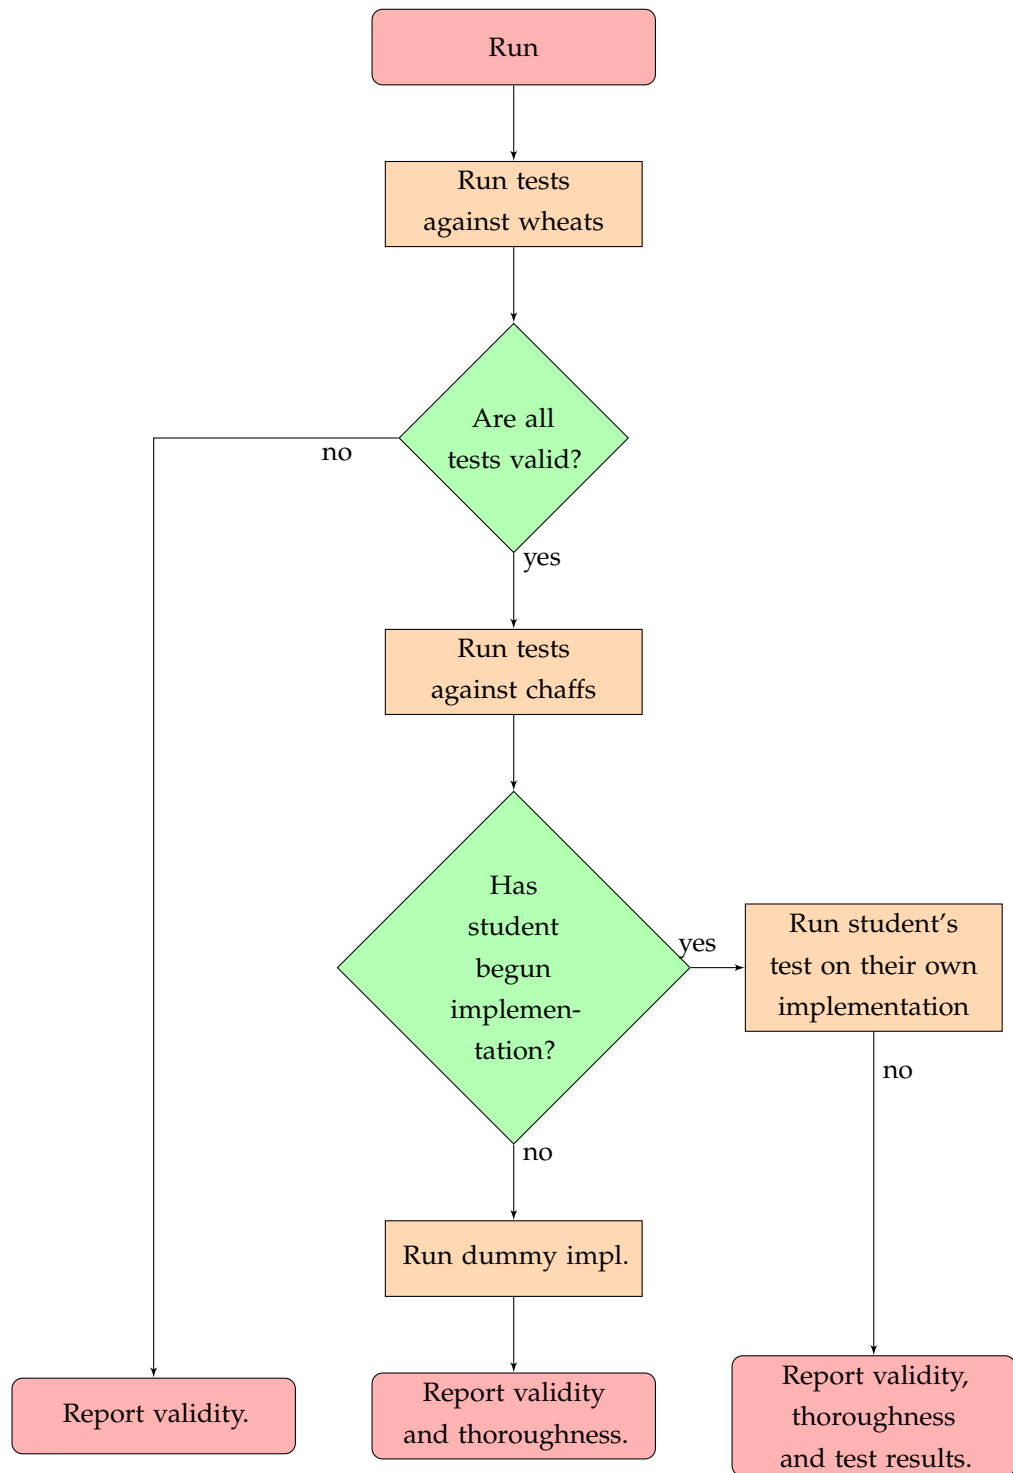 Run
Run tests
against wheats
Are all
tests valid?
no
yes
Run tests
against chaffs
Has
student
begun
implemen-
tation?
yes
Run student's
test on their own
implementation
no
no
Run dummy impl.
Report validity.
Report validity
and thoroughness.
Report validity,
thoroughness
and test results.